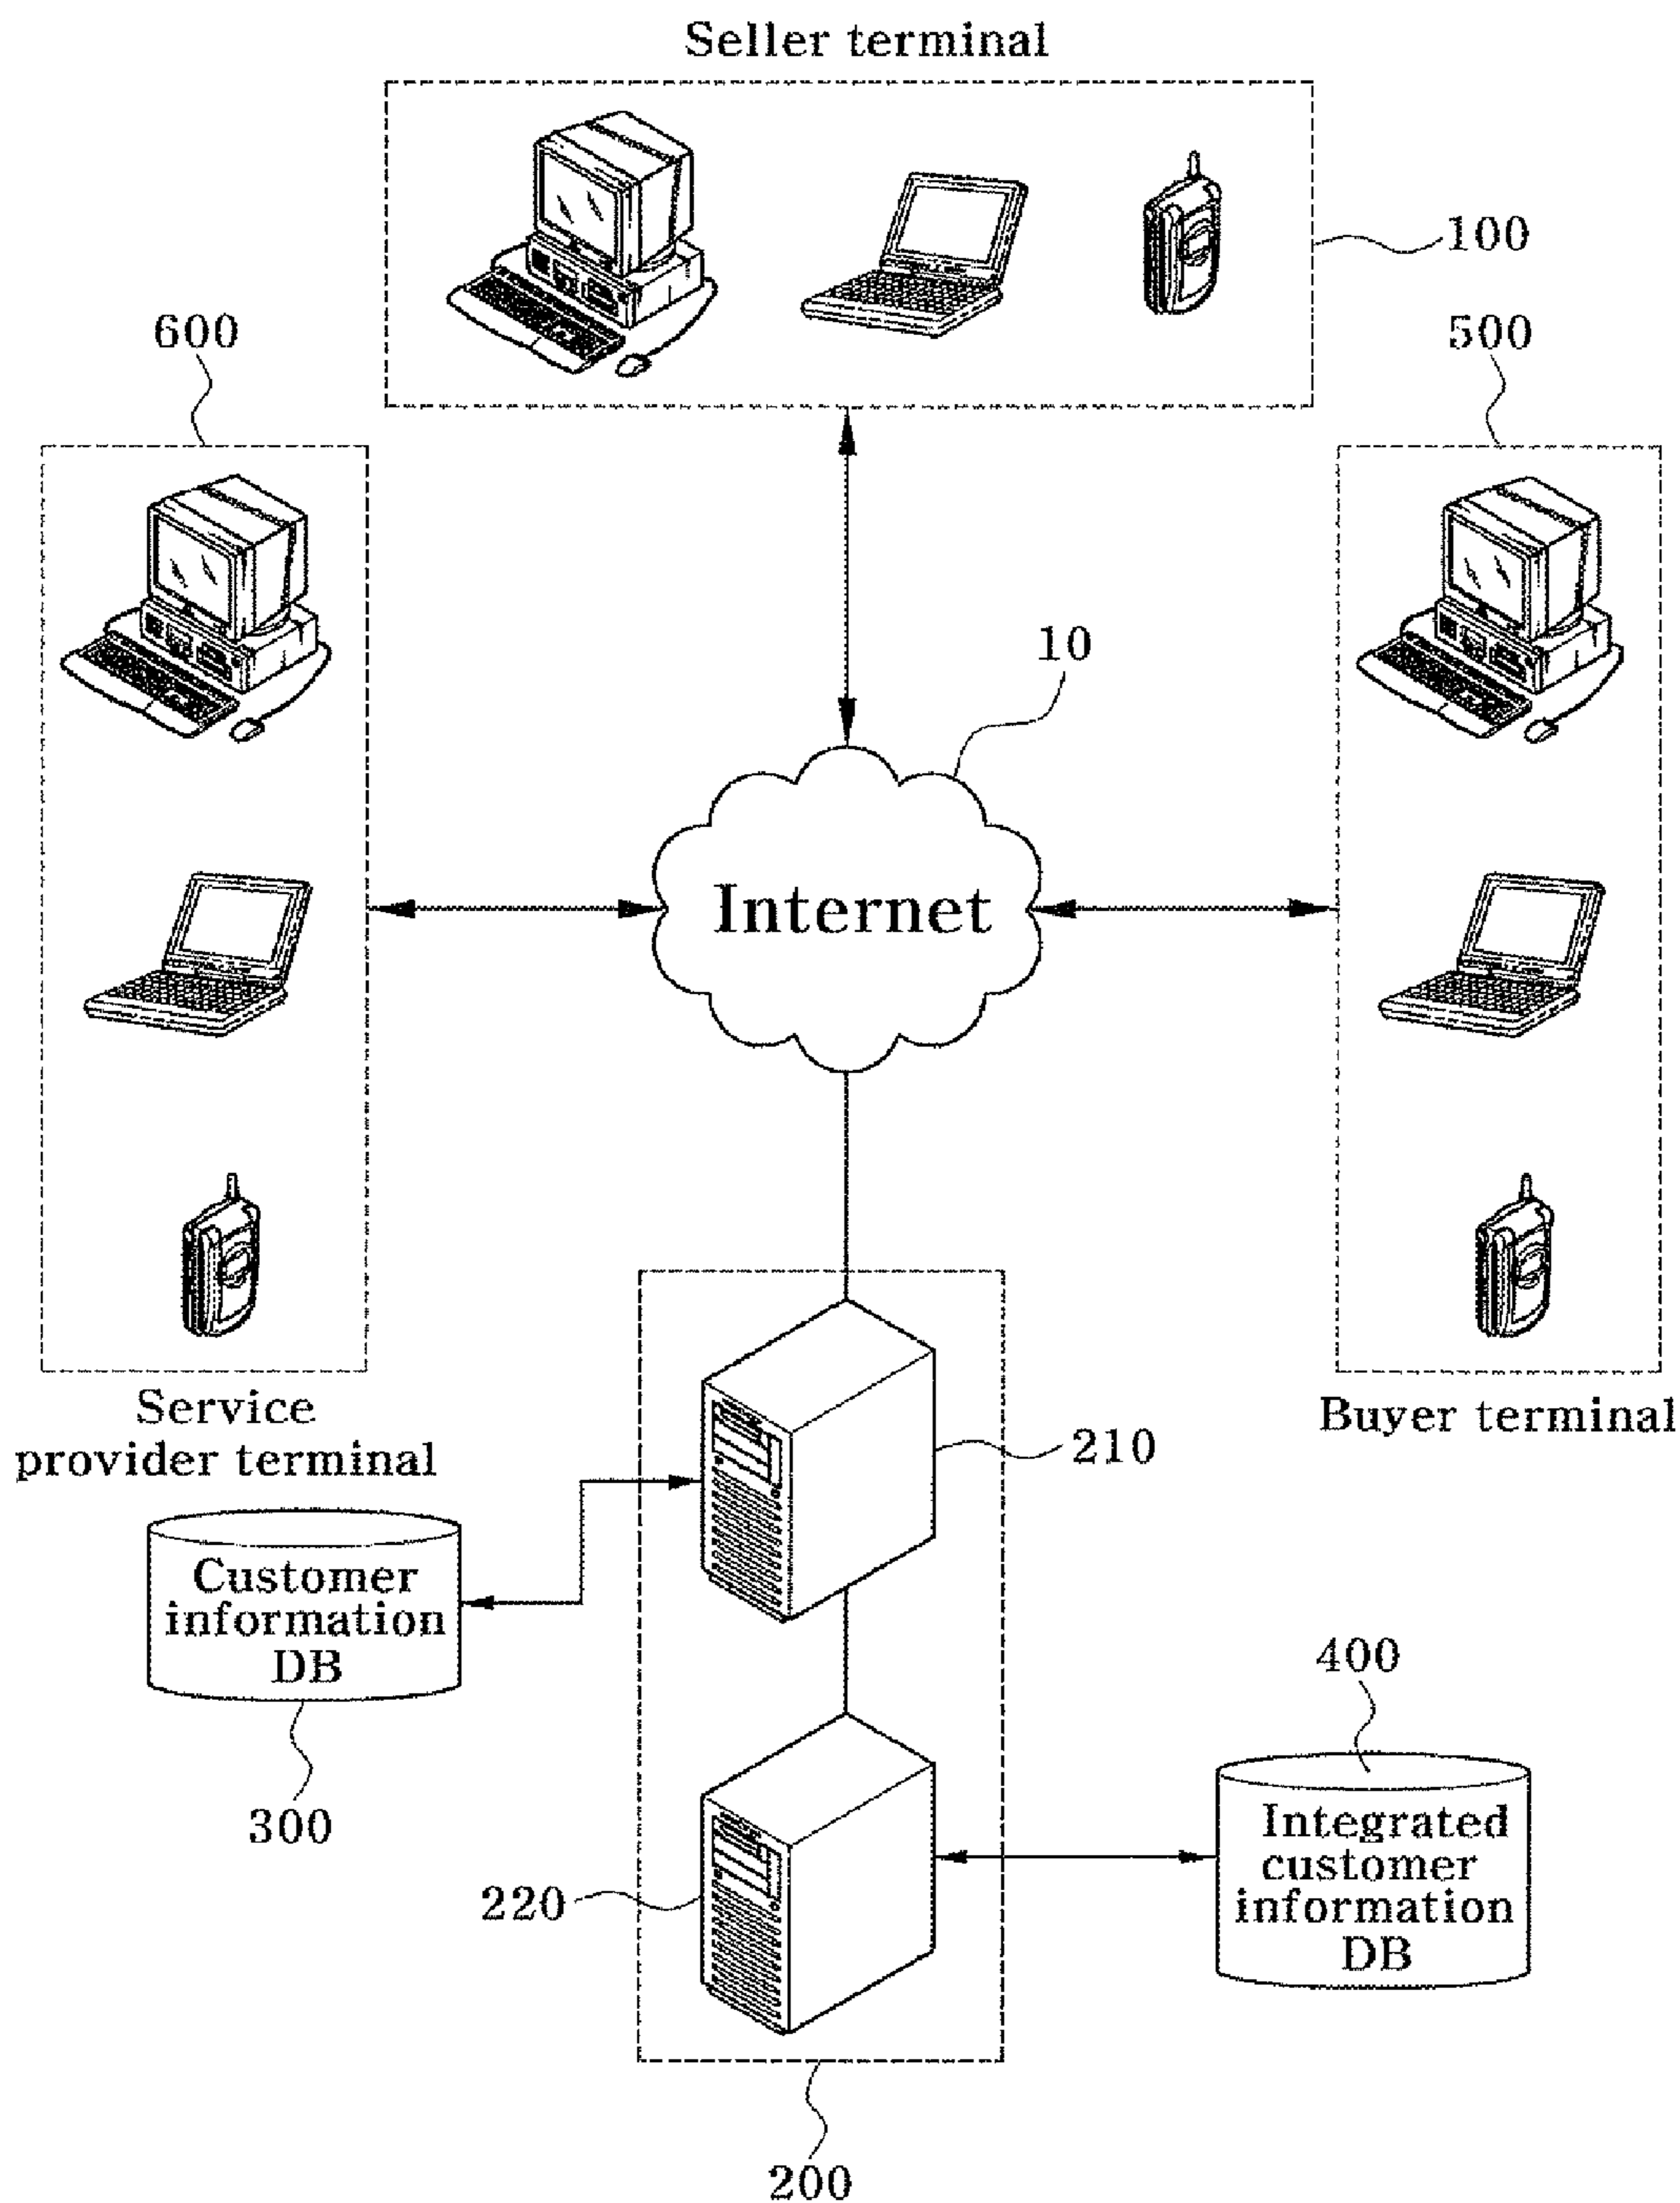 Seller terminal
100
600
500
10
Internet
Service
provider terminal
Buyer terminal
210
Customer
information
DB
300
400
Integrated
customer
information
DB
220
200